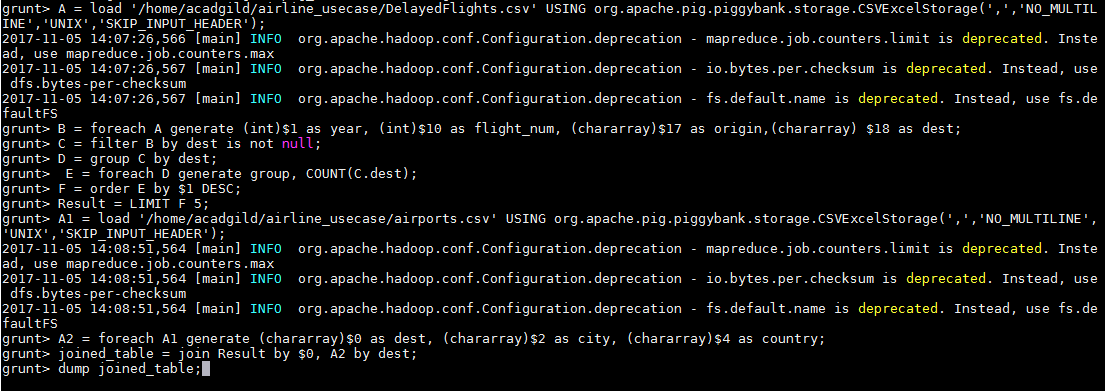 grunt> A = load '/home/acadgild/airline_usecase/DelayedFlights.csv' USING org.apache.pig.piggybank.storage.CSVExcelStorage(',','NO_MULTIL
INE','UNIX','SKIP_INPUT_HEADER');
2017-11-05 14:07:26,566 [main] INFO  org.apache.hadoop.conf.Configuration.deprecation - mapreduce.job.counters.limit is deprecated. Inste
ad, use mapreduce.job.counters.max
2017-11-05 14:07:26,567 [main] INFO  org.apache.hadoop.conf.Configuration.deprecation - io.bytes.per.checksum is deprecated. Instead, use
 dfs.bytes-per-checksum
2017-11-05 14:07:26,567 [main] INFO  org.apache.hadoop.conf.Configuration.deprecation - fs.default.name is deprecated. Instead, use fs.de
faultFS
grunt> B = foreach A generate (int)$1 as year, (int)$10 as flight_num, (chararray)$17 as origin,(chararray) $18 as dest;
grunt> C = filter B by dest is not null;
grunt> D = group C by dest;
grunt>  E = foreach D generate group, COUNT(C.dest);
grunt> F = order E by $1 DESC;
grunt> Result = LIMIT F 5;
grunt> A1 = load '/home/acadgild/airline_usecase/airports.csv' USING org.apache.pig.piggybank.storage.CSVExcelStorage(',','NO_MULTILINE',
'UNIX','SKIP_INPUT_HEADER');
2017-11-05 14:08:51,564 [main] INFO  org.apache.hadoop.conf.Configuration.deprecation - mapreduce.job.counters.limit is deprecated. Inste
ad, use mapreduce.job.counters.max
2017-11-05 14:08:51,564 [main] INFO  org.apache.hadoop.conf.Configuration.deprecation - io.bytes.per.checksum is deprecated. Instead, use
 dfs.bytes-per-checksum
2017-11-05 14:08:51,564 [main] INFO  org.apache.hadoop.conf.Configuration.deprecation - fs.default.name is deprecated. Instead, use fs.de
faultFS
grunt> A2 = foreach A1 generate (chararray)$0 as dest, (chararray)$2 as city, (chararray)$4 as country;
grunt> joined_table = join Result by $0, A2 by dest;
grunt> dump joined_table;